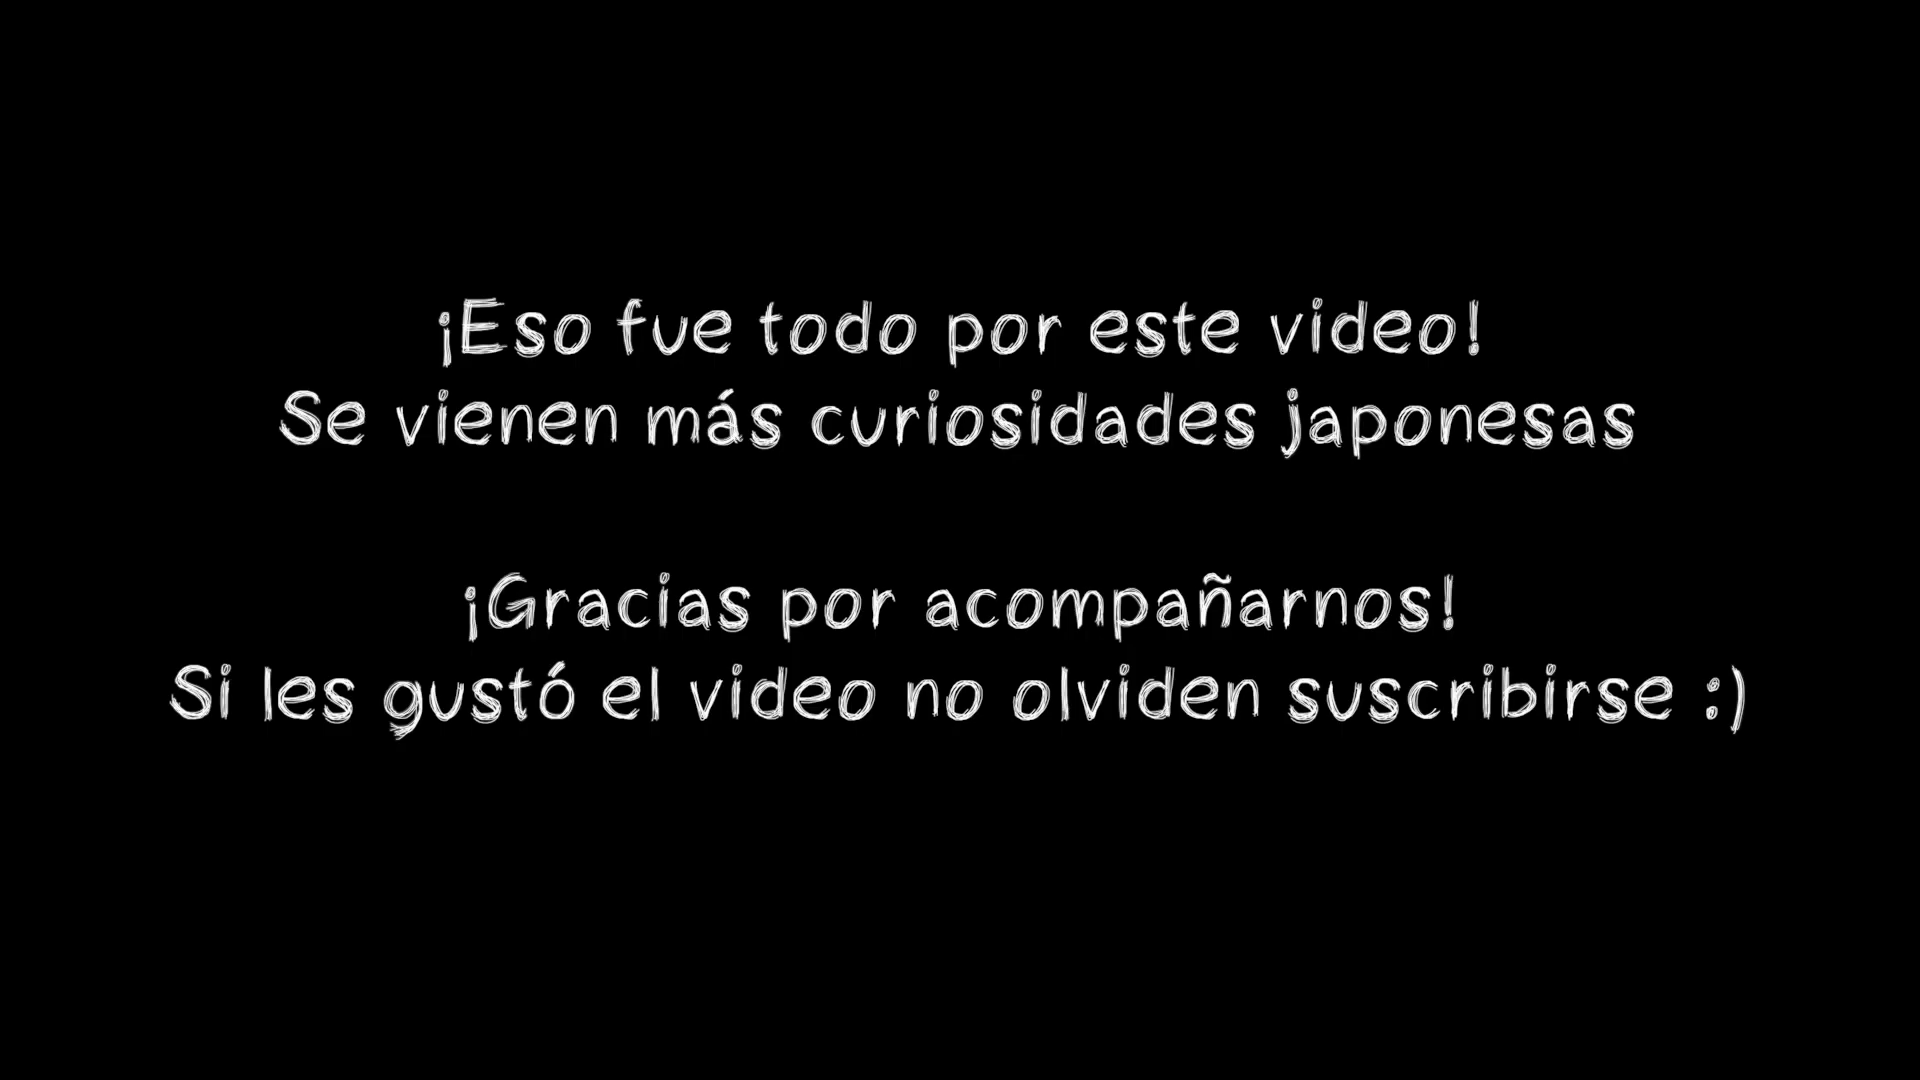 ¡Eso fue todo por este video!
Se vienen más curiosidades japonesas
¡Gracias por acompañarnos!
Si les gustó el video no olviden suscribirse :)